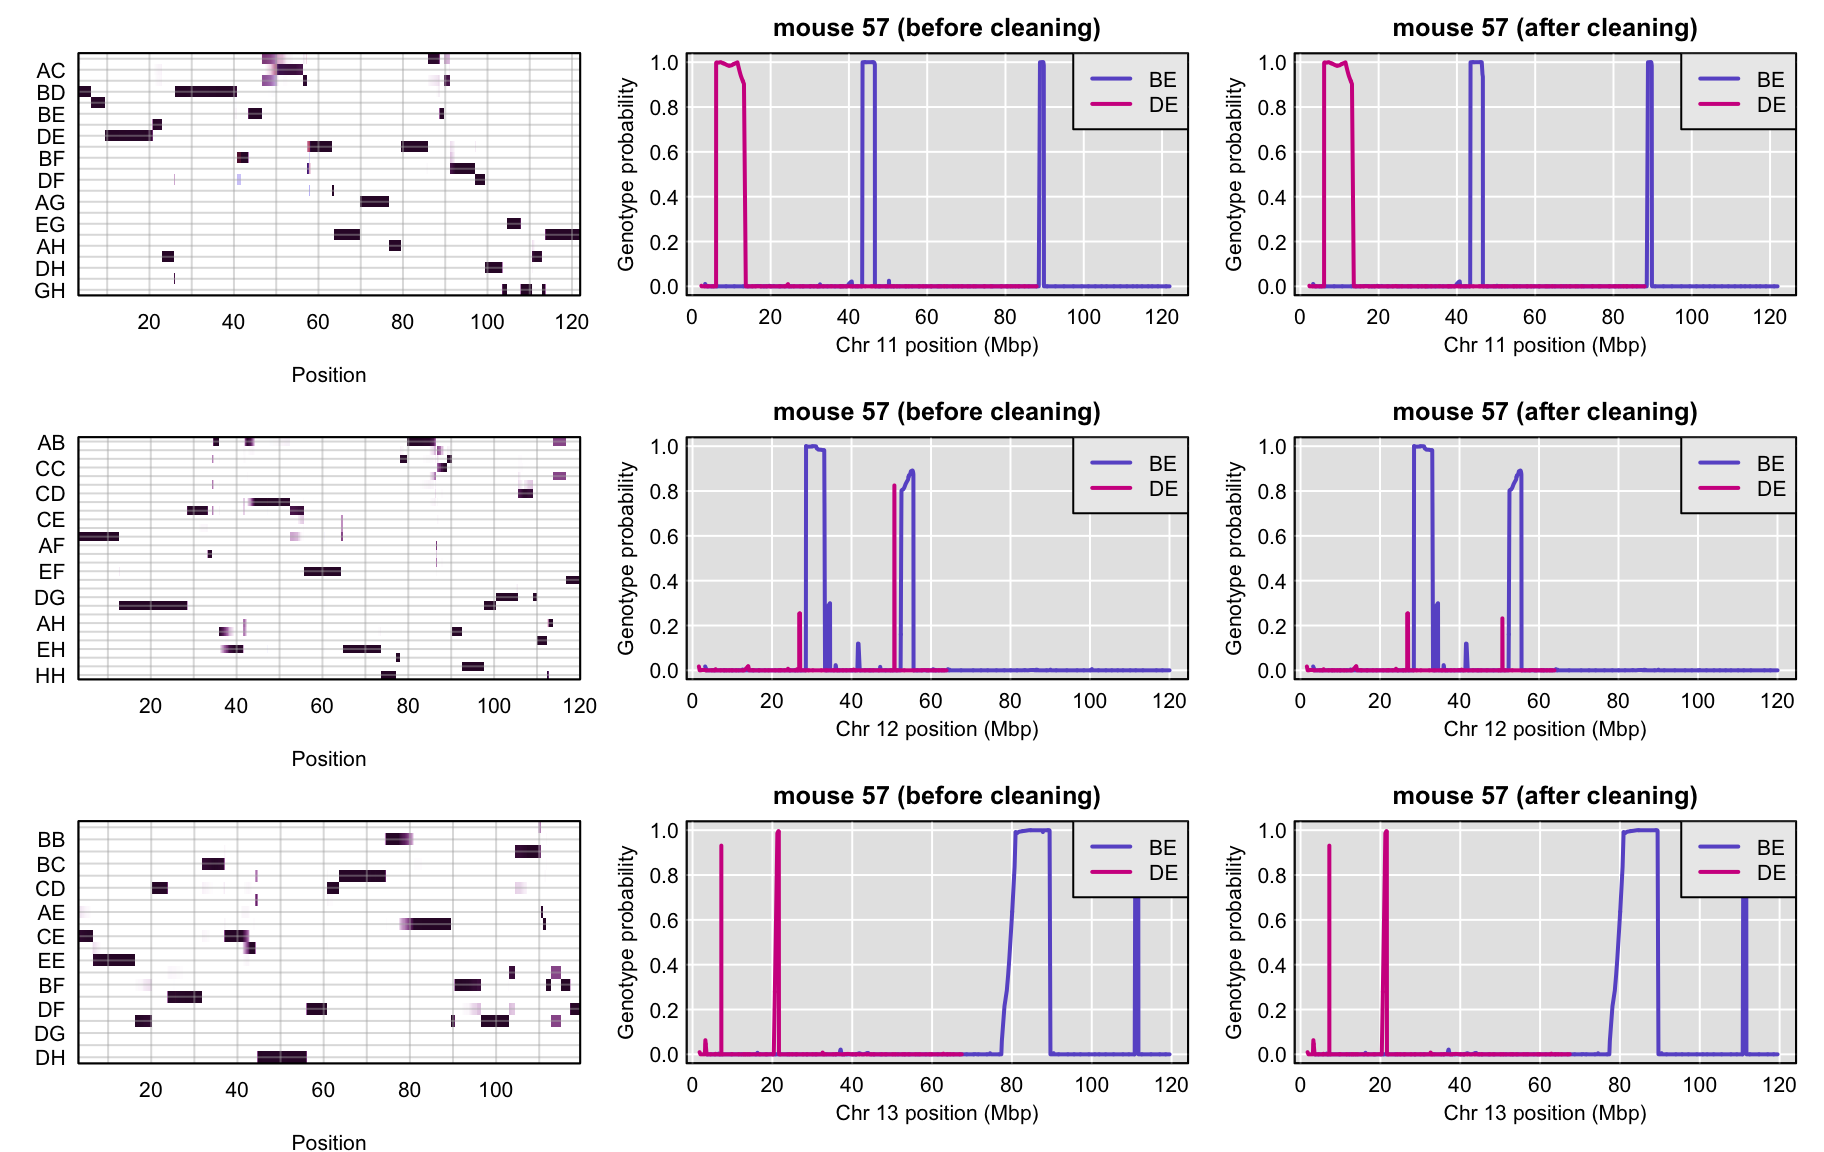 AC
BD
BE
DE
BF
DF
AG
EG
AH
DH
GH
20 40 60 80 100 120
Position
mouse 57 (before cleaning)
Genotype probability
1.0
0.8
0.6
0.4
0.2
0.0
BE
DE
0 20 40 60 80 100 120
Chr 11 position (Mbp)
mouse 57 (after cleaning)
Genotype probability
1.0
0.8
0.6
0.4
0.2
0.0
BE
DE
0 20 40 60 80 100 120
Chr 11 position (Mbp)
AB
CC
CD
CE
AF
EF
DG
AH
EH
HH
20 40 60 80 100 120
Position
mouse 57 (before cleaning)
Genotype probability
1.0
0.8
0.6
0.4
0.2
0.0
BE
DE
0 20 40 60 80 100 120
Chr 12 position (Mbp)
mouse 57 (after cleaning)
Genotype probability
1.0
0.8
0.6
0.4
0.2
0.0
BE
DE
0 20 40 60 80 100 120
Chr 12 position (Mbp)
BB
BC
CD
AE
CE
EE
BF
DF
DG
DH
20 40 60 80 100
Position
mouse 57 (before cleaning)
Genotype probability
1.0
0.8
0.6
0.4
0.2
0.0
BE
DE
0 20 40 60 80 100 120
Chr 13 position (Mbp)
mouse 57 (after cleaning)
Genotype probability
1.0
0.8
0.6
0.4
0.2
0.0
BE
DE
0 20 40 60 80 100 120
Chr 13 position (Mbp)